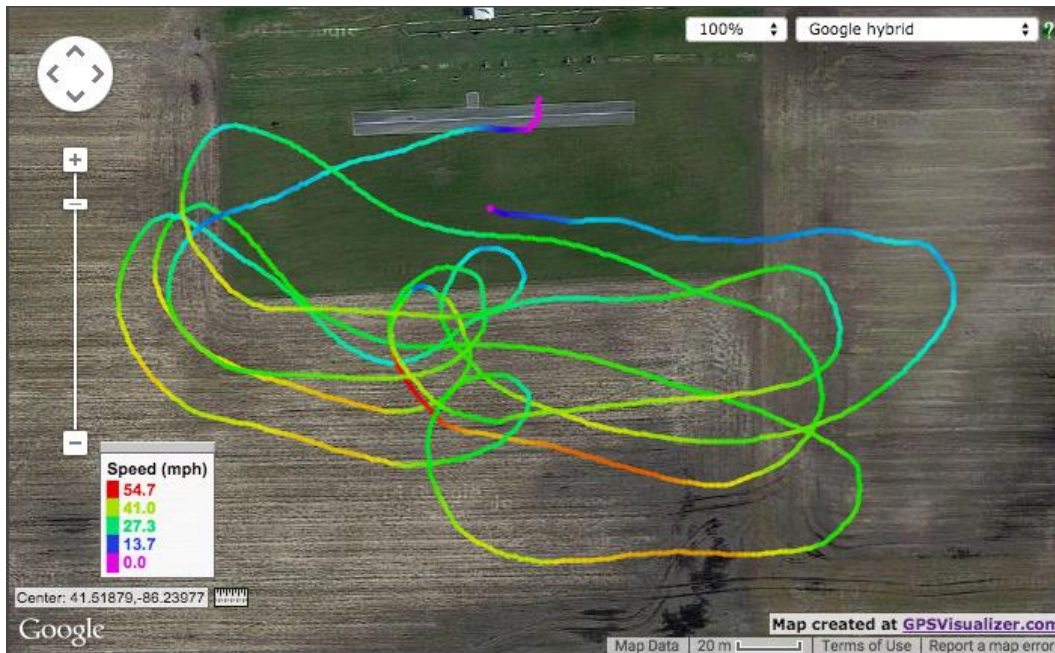 100%
Google hybrid
?
Speed (mph)
54.7
41.0
27.3
13.7
0.0
Center: 41.51879,-86.23977
Google
Map created at GPSVisualizer.com
Map Data
20 m
Terms of Use
Report a map error